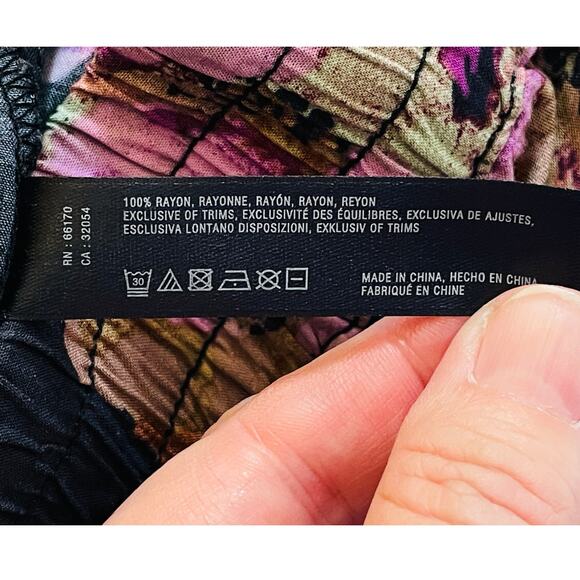 RN : 66170
CA : 32054
100% RAYON, RAYONNE, RAYÓN, RAYON, REYON
EXCLUSIVE OF TRIMS, EXCLUSIVITÉ DES ÉQUILIBRES, EXCLUSIVA DE AJUSTES,
ESCLUSIVA LONTANO DISPOSIZIONI, EXKLUSIV OF TRIMS
30
MADE IN CHINA, HECHO EN CHINA
FABRIQUÉ EN CHINE